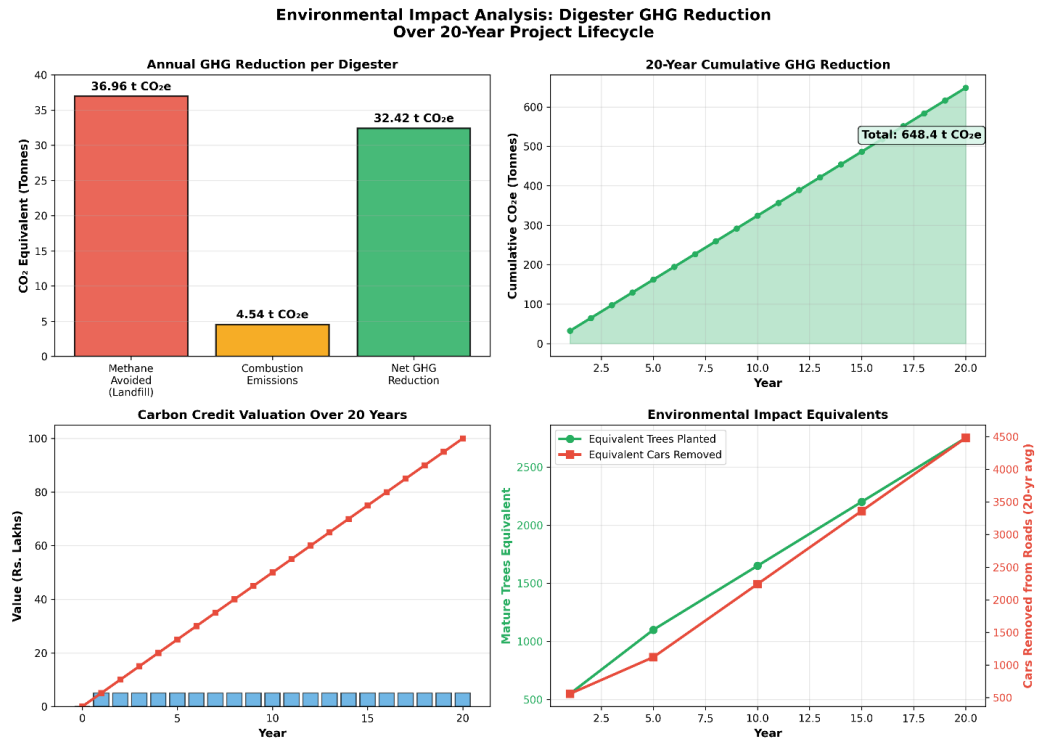 Environmental Impact Analysis: Digester GHG Reduction
Over 20-Year Project Lifecycle
Annual GHG Reduction per Digester
CO₂ Equivalent (Tonnes)
40
35
30
25
20
15
10
5
0
36.96 t CO₂e
4.54 t CO₂e
32.42 t CO₂e
Methane
Avoided
(Landfill)
Combustion
Emissions
Net GHG
Reduction
20-Year Cumulative GHG Reduction
Cumulative CO₂e (Tonnes)
600
500
400
300
200
100
0
Total: 648.4 t CO₂e
2.5 5.0 7.5 10.0 12.5 15.0 17.5 20.0
Year
Carbon Credit Valuation Over 20 Years
Value (Rs. Lakhs)
100
80
60
40
20
0
0 5 10 15 20
Year
Environmental Impact Equivalents
Equivalent Trees Planted
Equivalent Cars Removed
Mature Trees Equivalent
2500
2000
1500
1000
500
4500
4000
3500
3000
2500
2000
1500
1000
500
Cars Removed from Roads (20-yr avg)
2.5 5.0 7.5 10.0 12.5 15.0 17.5 20.0
Year